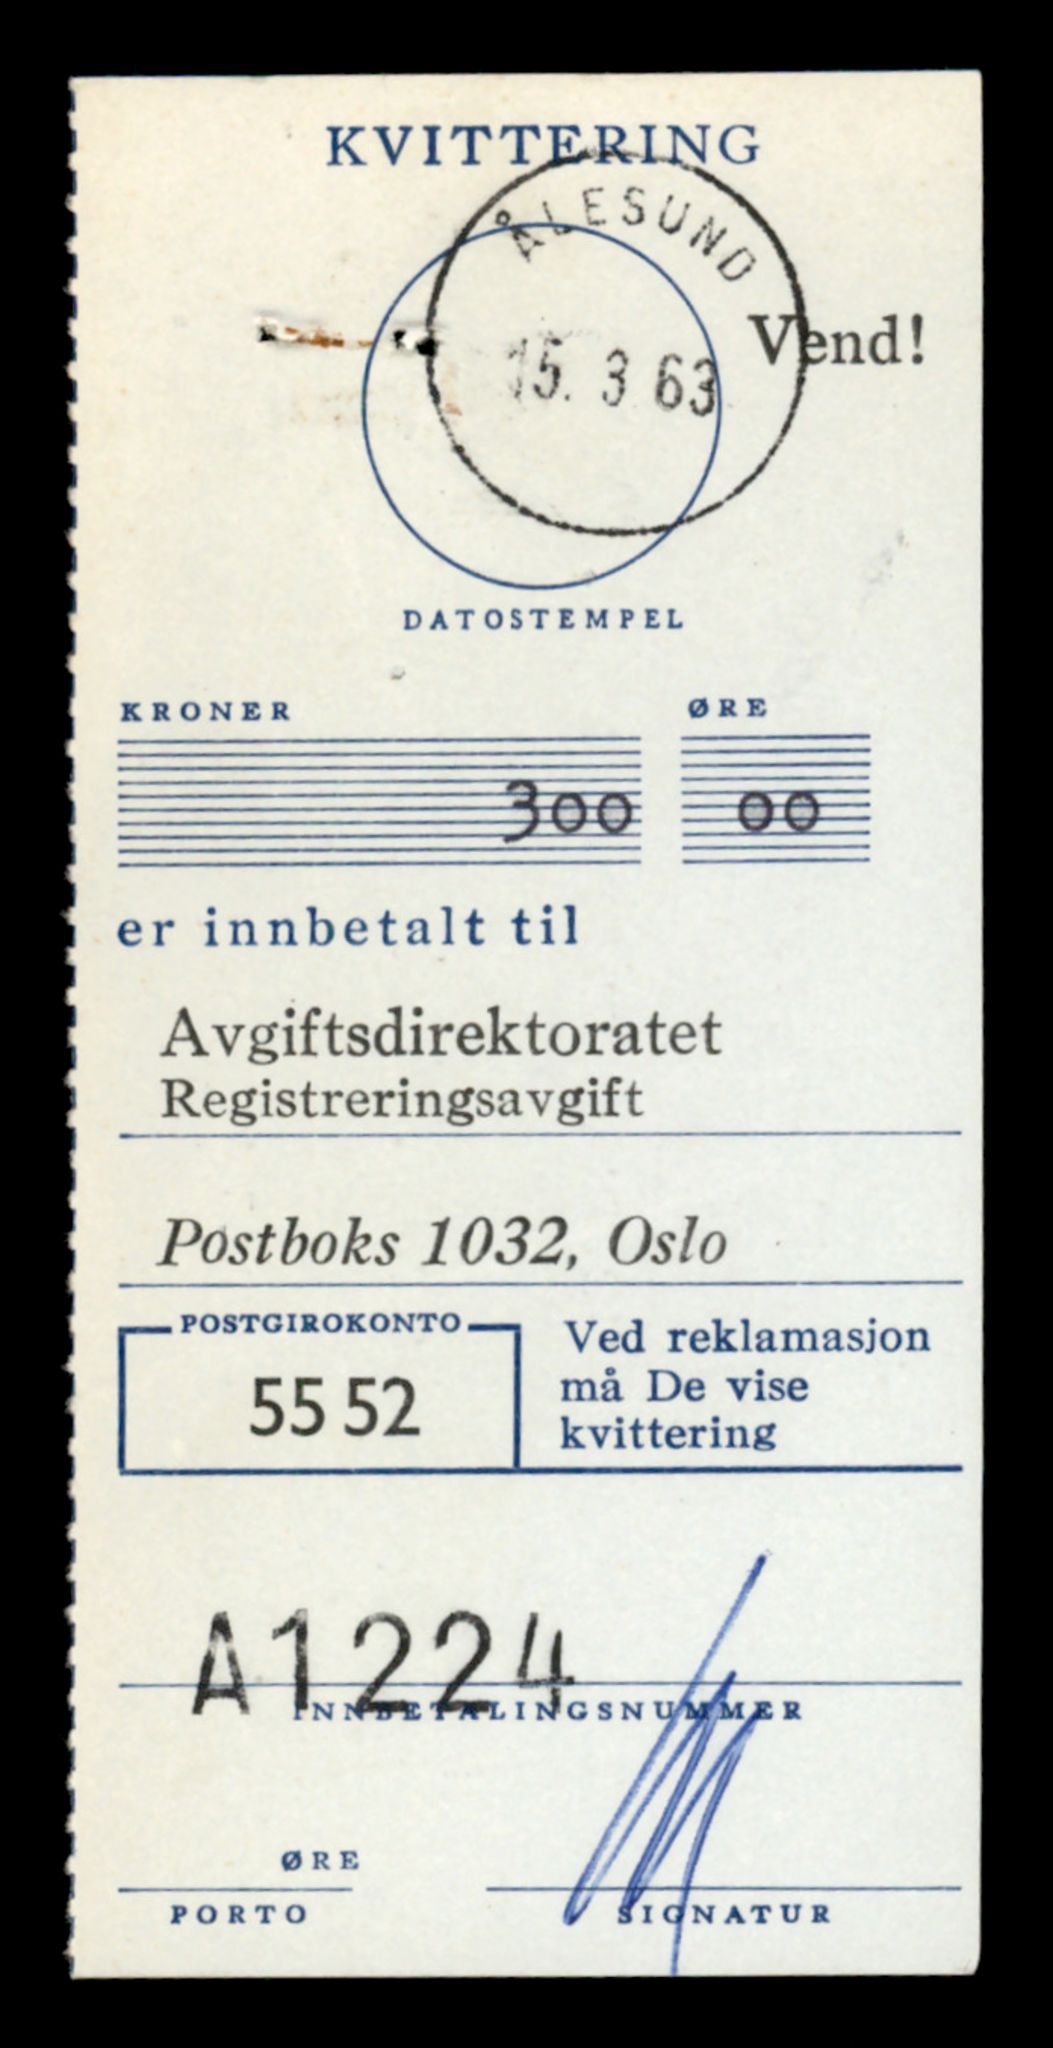 KVITTERING
ÅLESUND
15. 3 63
Vend!
DATOSTEMPEL
KRONER ØRE
300 00
er innbetalt til
Avgiftsdirektoratet
Registreringsavgift
Postboks 1032, Oslo
POSTGIROKONTO
55 52
Ved reklamasjon
må De vise
kvittering
A1224
INNBETALINGSNUMMER
ØRE
PORTO
SIGNATUR